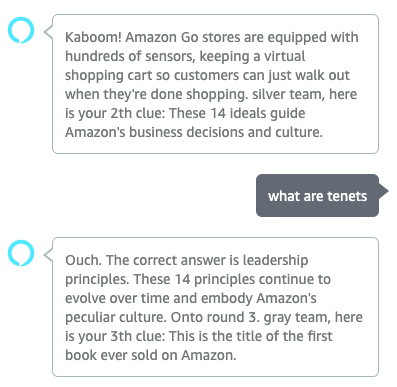 Kaboom! Amazon Go stores are equipped with
hundreds of sensors, keeping a virtual
shopping cart so customers can just walk out
when they're done shopping. silver team, here
is your 2th clue: These 14 ideals guide
Amazon's business decisions and culture.
what are tenets
Ouch. The correct answer is leadership
principles. These 14 principles continue to
evolve over time and embody Amazon's
peculiar culture. Onto round 3. gray team, here
is your 3th clue: This is the title of the first
book ever sold on Amazon.